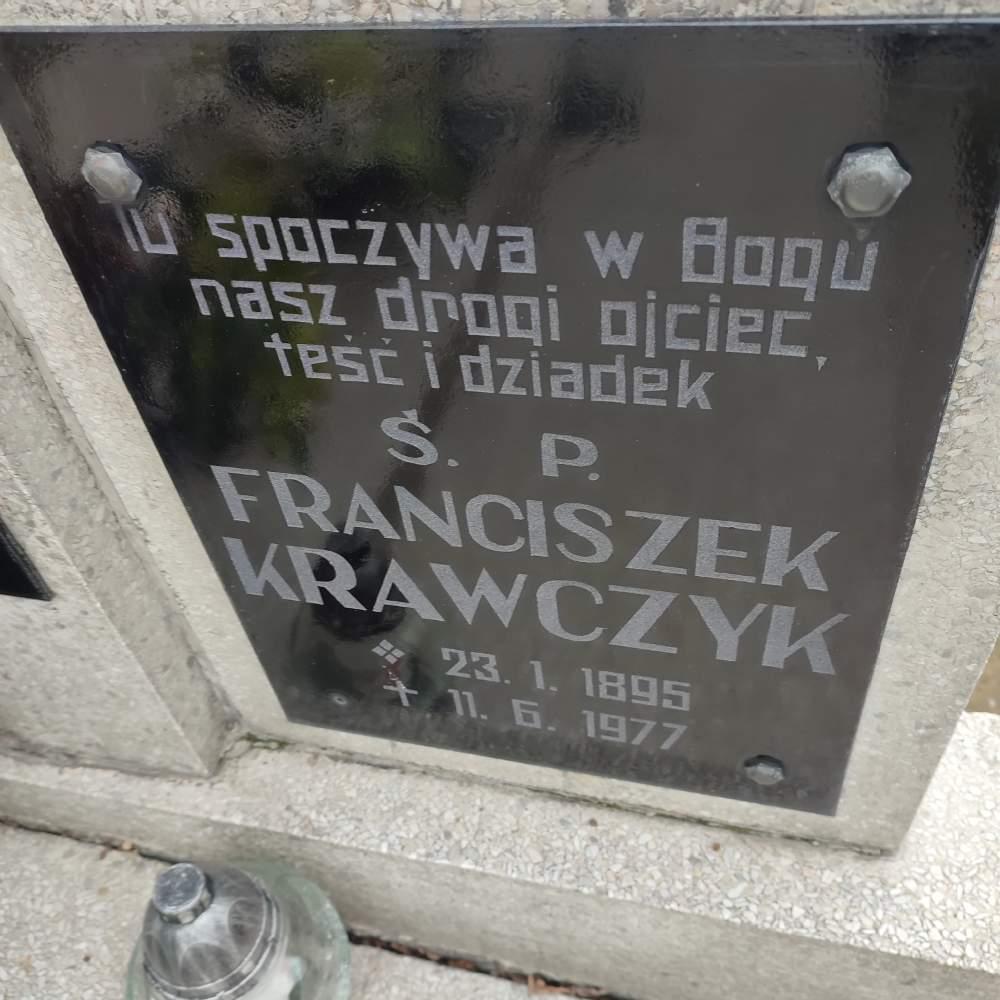 Tu spoczywa w Bogu
nasz drogi ojciec,
teść i dziadek
Ś. P.
FRANCISZEK
KRAWCZYK
23. 1. 1895
11. 6. 1977